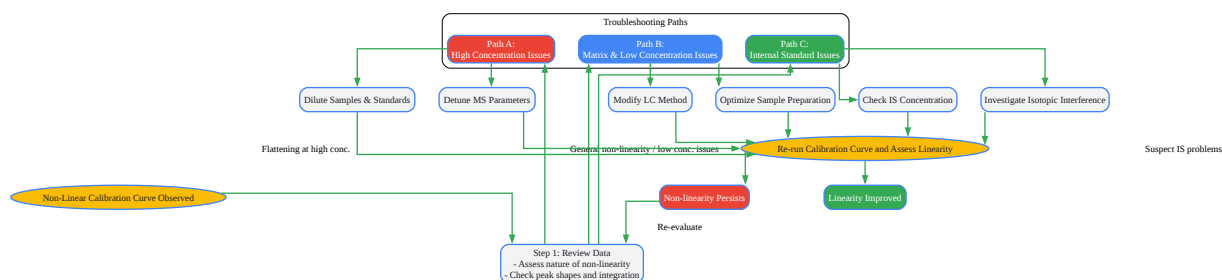 Troubleshooting Paths
Path A:
High Concentration Issues
Path B:
Matrix & Low Concentration Issues
Path C:
Internal Standard Issues
Dilute Samples & Standards
Detune MS Parameters
Modify LC Method
Optimize Sample Preparation
Check IS Concentration
Investigate Isotopic Interference
Flattening at high conc.
General non-linearity / low conc. issues
Re-run Calibration Curve and Assess Linearity
Suspect IS problems
Non-Linear Calibration Curve Observed
Non-linearity Persists
Linearity Improved
Re-evaluate
Step 1: Review Data
- Assess nature of non-linearity
- Check peak shapes and integration